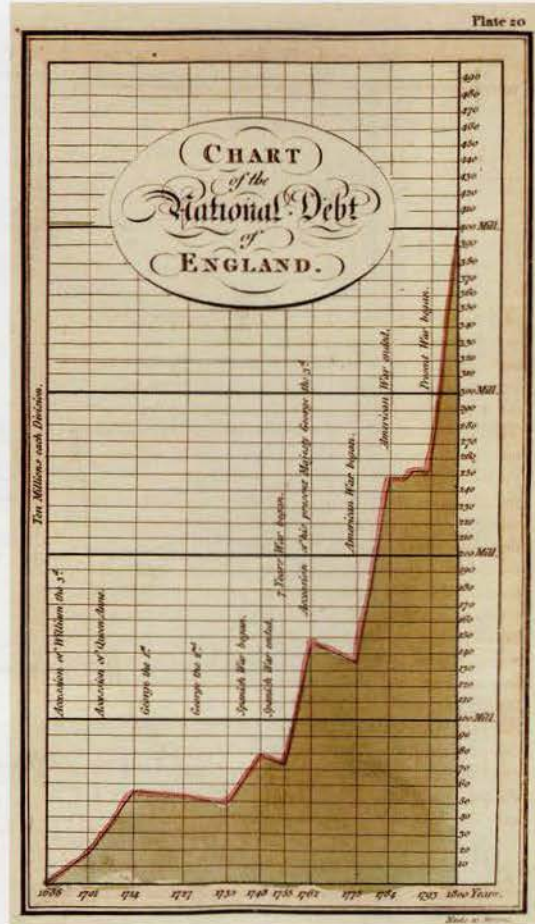 Plate 20
CHART
of the
National Debt
of
ENGLAND.
490
480
470
460
450
440
430
420
410
400 Mill.
390
380
370
360
350
340
330
320
310
300 Mill.
290
280
270
260
250
240
230
220
210
200 Mill.
190
180
170
160
150
140
130
120
110
100 Mill.
90
80
70
60
50
40
30
20
10
Ten Millions each Division.
Accession of William the 3d.
Accession of Queen Anne.
George the 1st.
George the 2nd.
Spanish War began.
Spanish War ended.
7 Years War began.
Accession of his present Majesty George the 3d.
American War began.
American War ended.
Present War began.
1688 1701 1714 1727 1739 1748 1755 1762 1775 1784 1793 1800 Years.